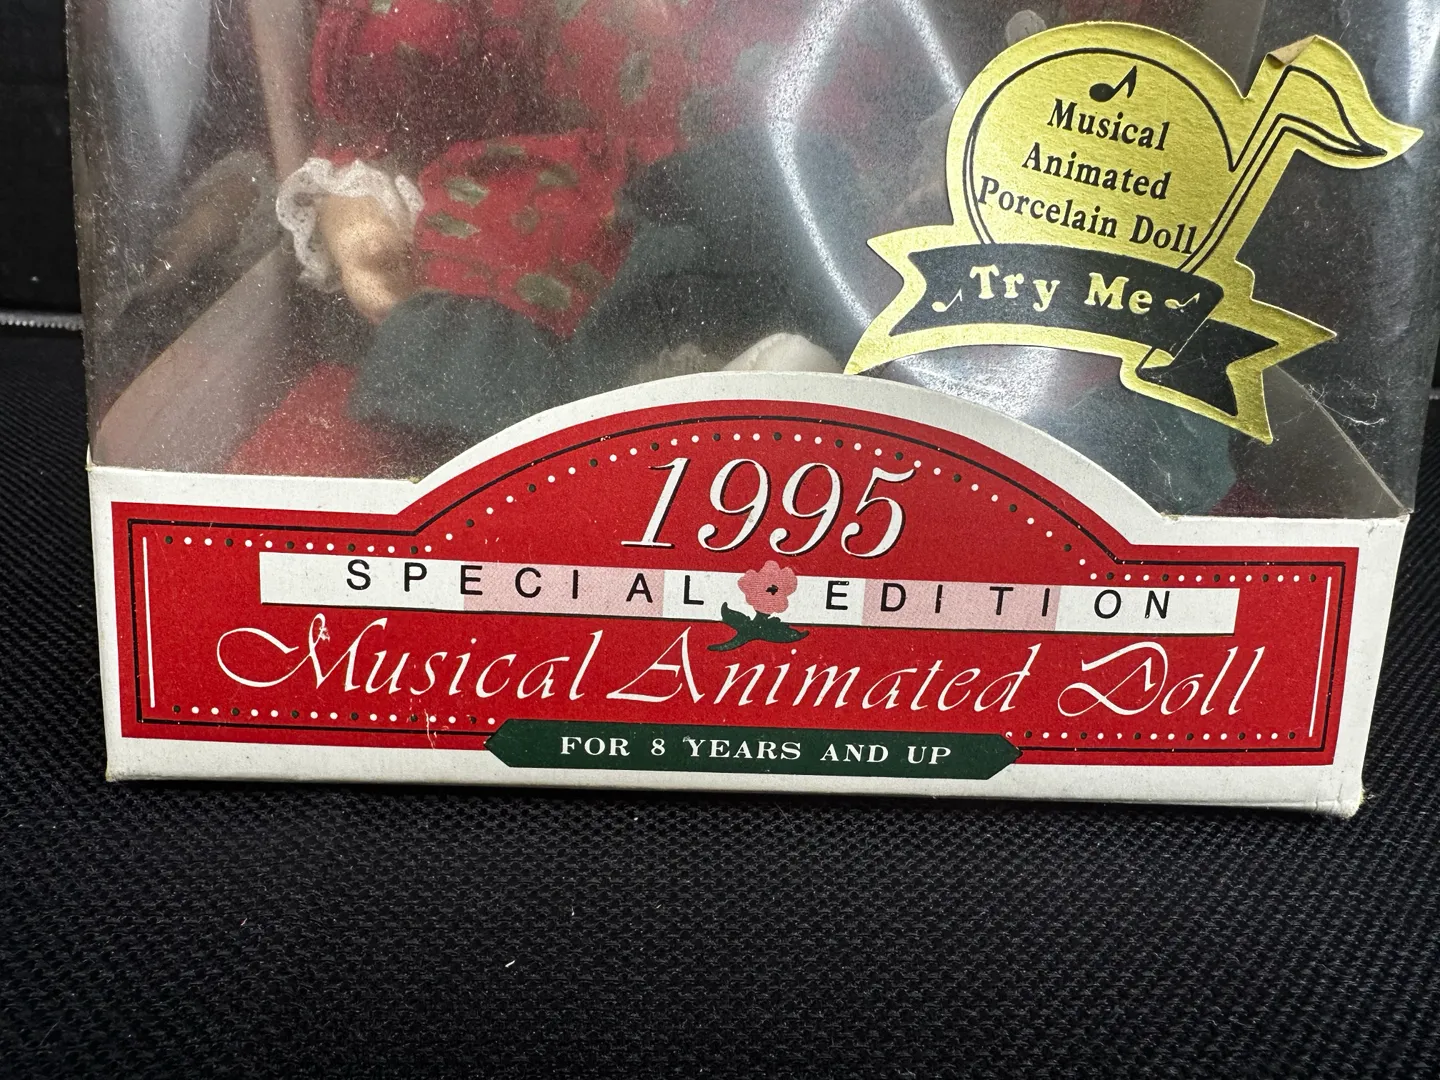 Musical
Animated
Porcelain Doll
Try Me
1995
SPECIAL EDITION
Musical Animated Doll
FOR 8 YEARS AND UP